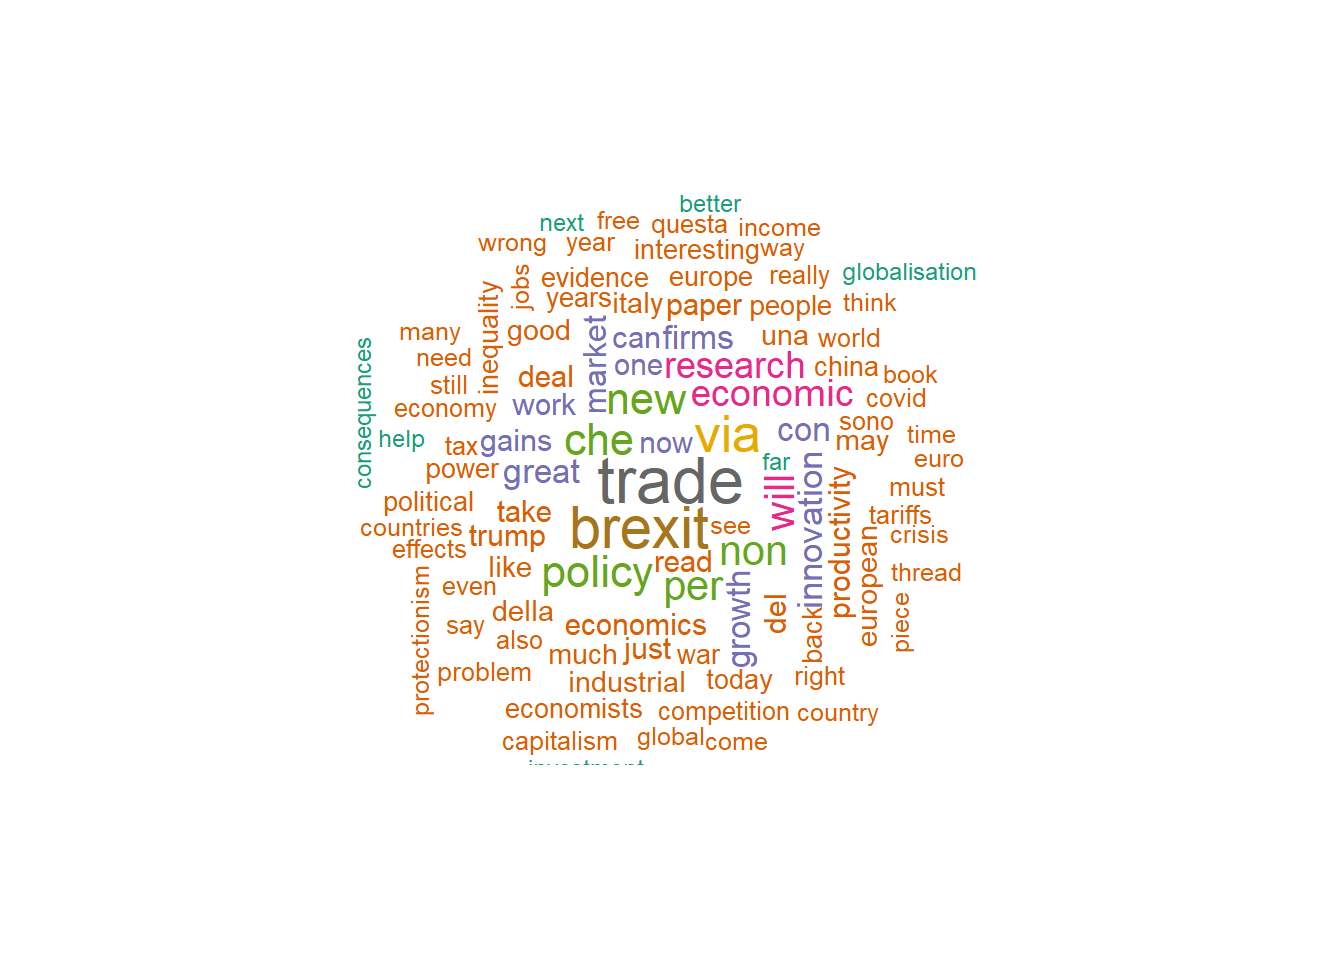 better
next free questa income
wrong year interesting way
jobs evidence europe really globalisation
inequality years italy paper people think
many good market can firms una world
consequences need one research china book
still deal new economic covid
economy work che now via con sono may time
help tax gains far euro
power great trade will innovation productivity must
political take brexit see tariffs crisis
countries trump non european
effects like policy read per thread
protectionism even della growth del back piece
say also economics
much just war
problem industrial today right
economists competition country
capitalism global come
investment